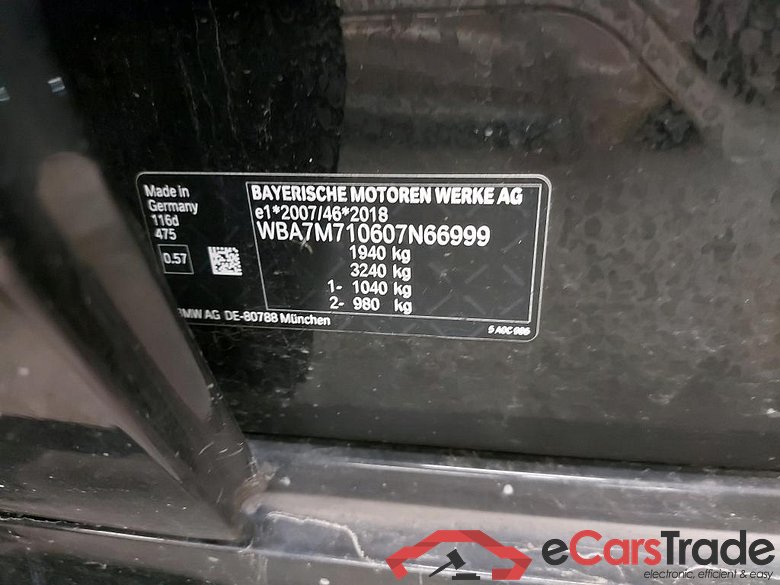 Made in
Germany
116d
475
0.57
BAYERISCHE MOTOREN WERKE AG
e1*2007/46*2018
WBA7M710607N66999
1940 kg
3240 kg
1- 1040 kg
2- 980 kg
BMW AG DE-80788 München
eCarsTrade
electronic, efficient & easy